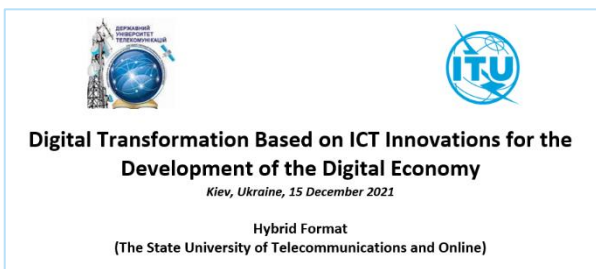 ДЕРЖАВНИЙ
УНІВЕРСИТЕТ
ТЕЛЕКОМУНІКАЦІЙ
ITU
Digital Transformation Based on ICT Innovations for the
Development of the Digital Economy
Kiev, Ukraine, 15 December 2021
Hybrid Format
(The State University of Telecommunications and Online)